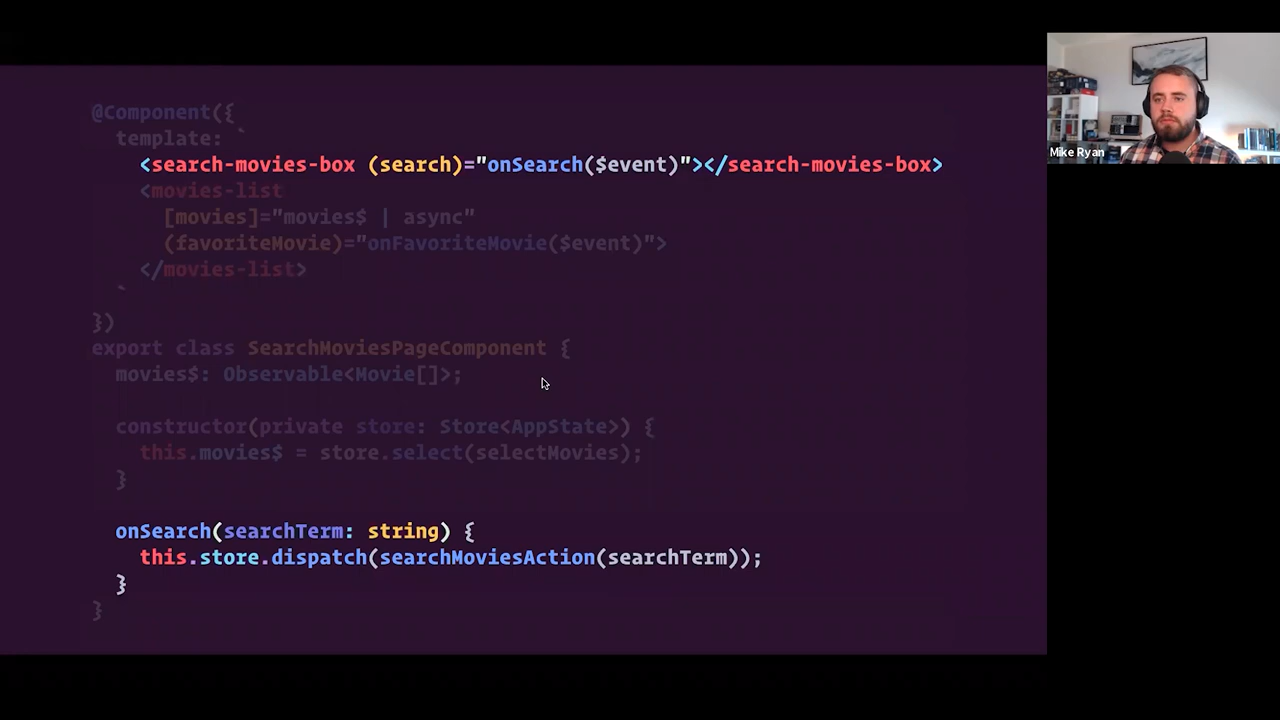 @Component({
template: `
<search-movies-box (search)="onSearch($event)"></search-movies-box>
<movies-list
[movies]="movies$ | async"
(favoriteMovie)="onFavoriteMovie($event)">
</movies-list>
`
})
export class SearchMoviesPageComponent {
movies$: Observable<Movie[]>;
constructor(private store: Store<AppState>) {
this.movies$ = store.select(selectMovies);
}
onSearch(searchTerm: string) {
this.store.dispatch(searchMoviesAction(searchTerm));
}
}
Mike Ryan